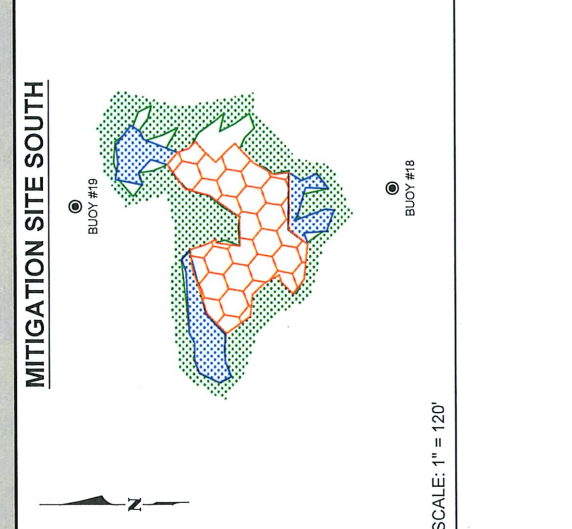 MITIGATION SITE SOUTH
BUOY #19
BUOY #18
N
SCALE: 1" = 120'